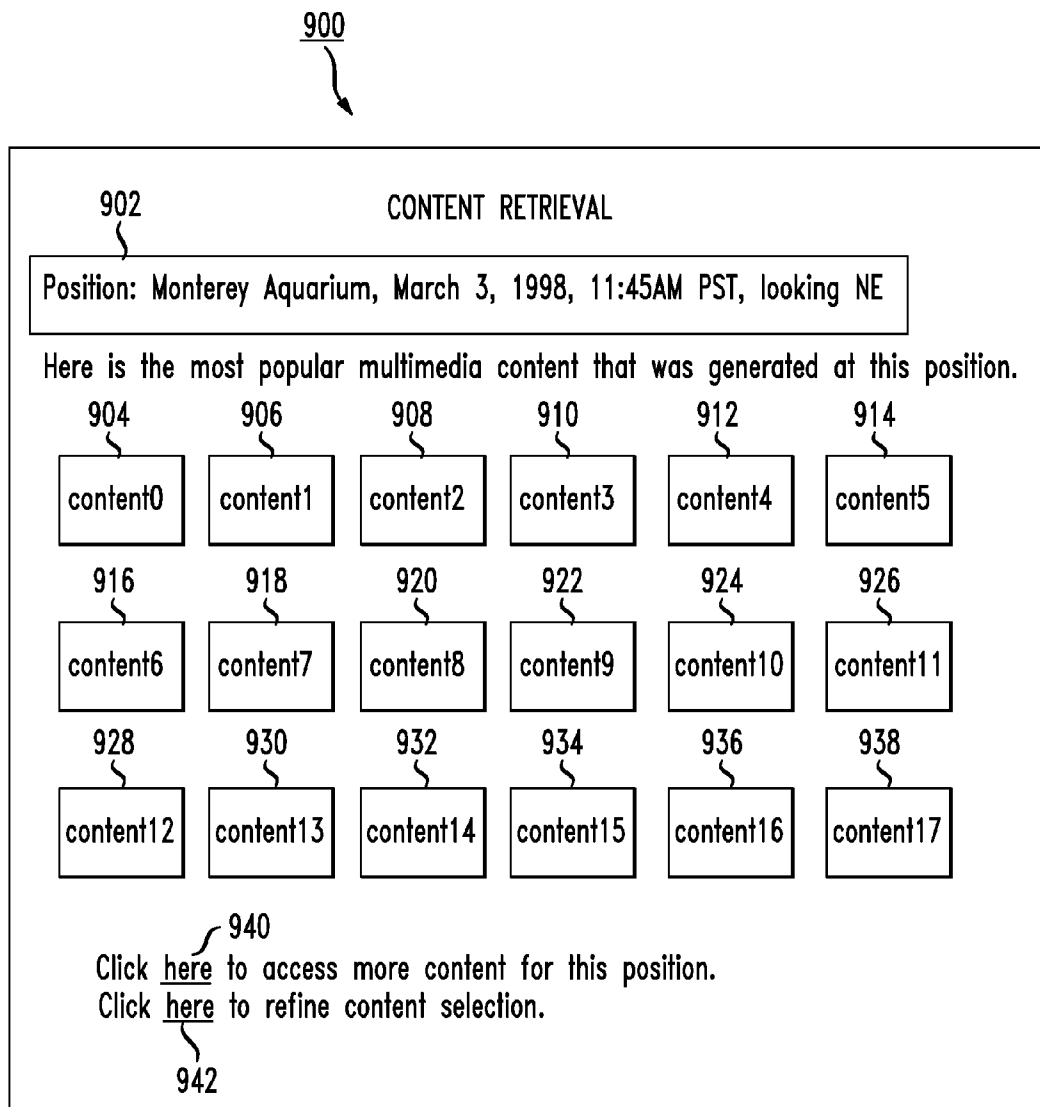 900
902
CONTENT RETRIEVAL
Position: Monterey Aquarium, March 3, 1998, 11:45AM PST, looking NE
Here is the most popular multimedia content that was generated at this position.
904 906 908 910 912 914
content0 content1 content2 content3 content4 content5
916 918 920 922 924 926
content6 content7 content8 content9 content10 content11
928 930 932 934 936 938
content12 content13 content14 content15 content16 content17
940
Click here to access more content for this position.
Click here to refine content selection.
942